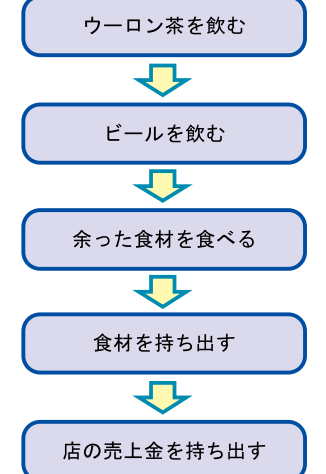 ウーロン茶を飲む
ビールを飲む
余った食材を食べる
食材を持ち出す
店の売上金を持ち出す